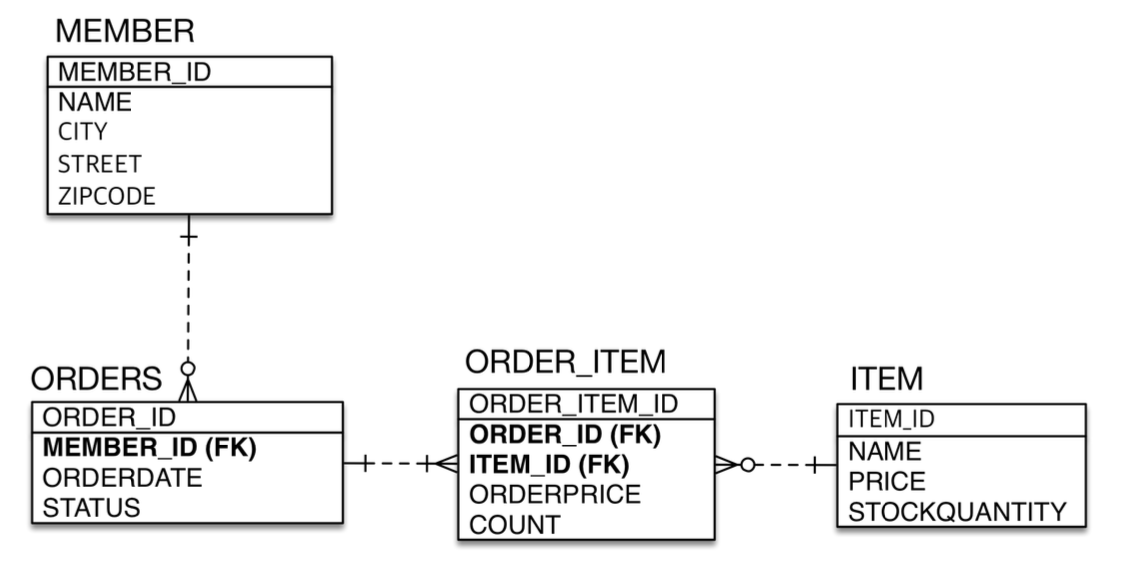 MEMBER
MEMBER_ID
NAME
CITY
STREET
ZIPCODE
ORDERS
ORDER_ID
MEMBER_ID (FK)
ORDERDATE
STATUS
ORDER_ITEM
ORDER_ITEM_ID
ORDER_ID (FK)
ITEM_ID (FK)
ORDERPRICE
COUNT
ITEM
ITEM_ID
NAME
PRICE
STOCKQUANTITY